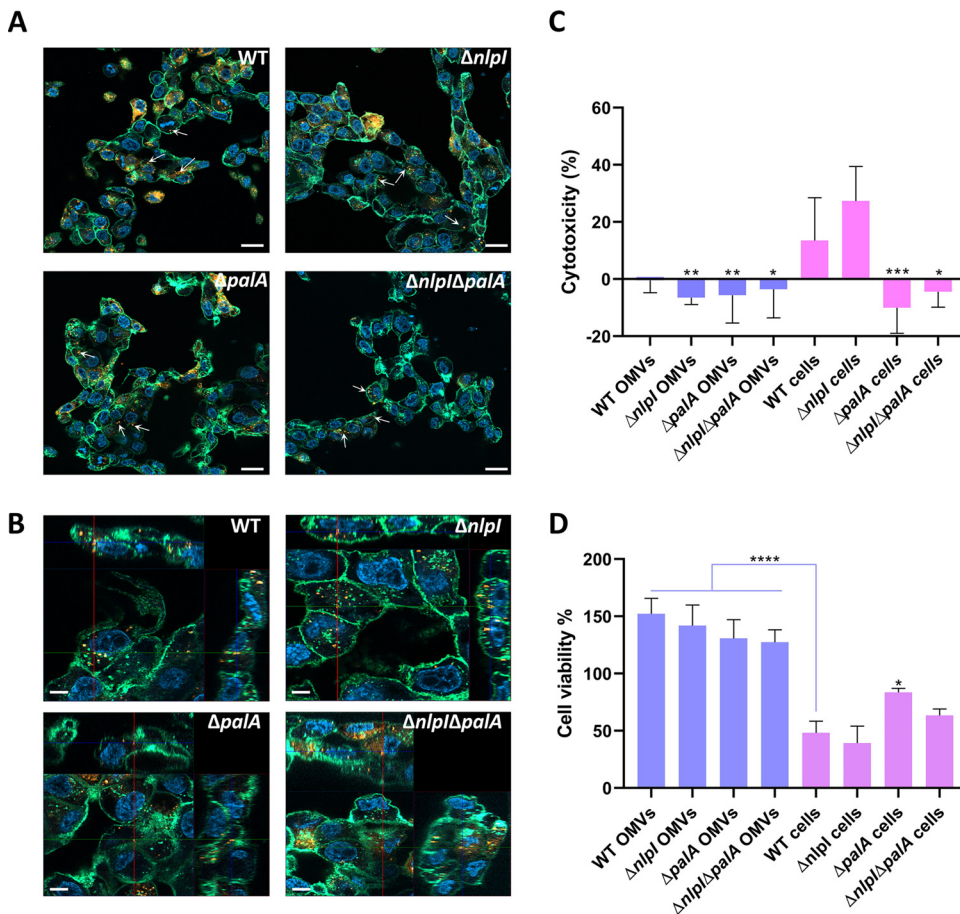 A
WT
ΔnlpI
ΔpalA
ΔnlpIΔpalA
B
WT
ΔnlpI
ΔpalA
ΔnlpIΔpalA
C
Cytotoxicity (%)
60
40
20
0
-20
** ** * *** *
WT OMVs
ΔnlpI OMVs
ΔpalA OMVs
ΔnlpIΔpalA OMVs
WT cells
ΔnlpI cells
ΔpalA cells
ΔnlpIΔpalA cells
D
Cell viability %
200
150
100
50
0
****
*
WT OMVs
ΔnlpI OMVs
ΔpalA OMVs
ΔnlpIΔpalA OMVs
WT cells
ΔnlpI cells
ΔpalA cells
ΔnlpIΔpalA cells